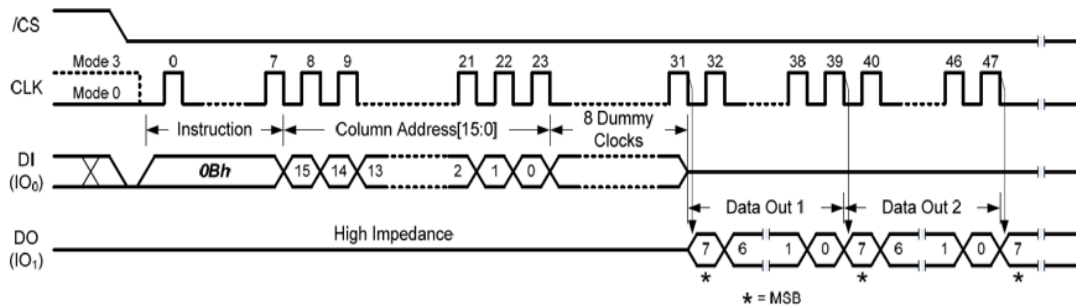 /CS
Mode 3 0 7 8 9 21 22 23 31 32 38 39 40 46 47
CLK
Mode 0
Instruction Column Address[15:0] 8 Dummy Clocks
DI
(IO₀)
0Bh 15 14 13 2 1 0
Data Out 1 Data Out 2
DO
(IO₁)
High Impedance
7 6 1 0 7 6 1 0 7
* * *
* = MSB